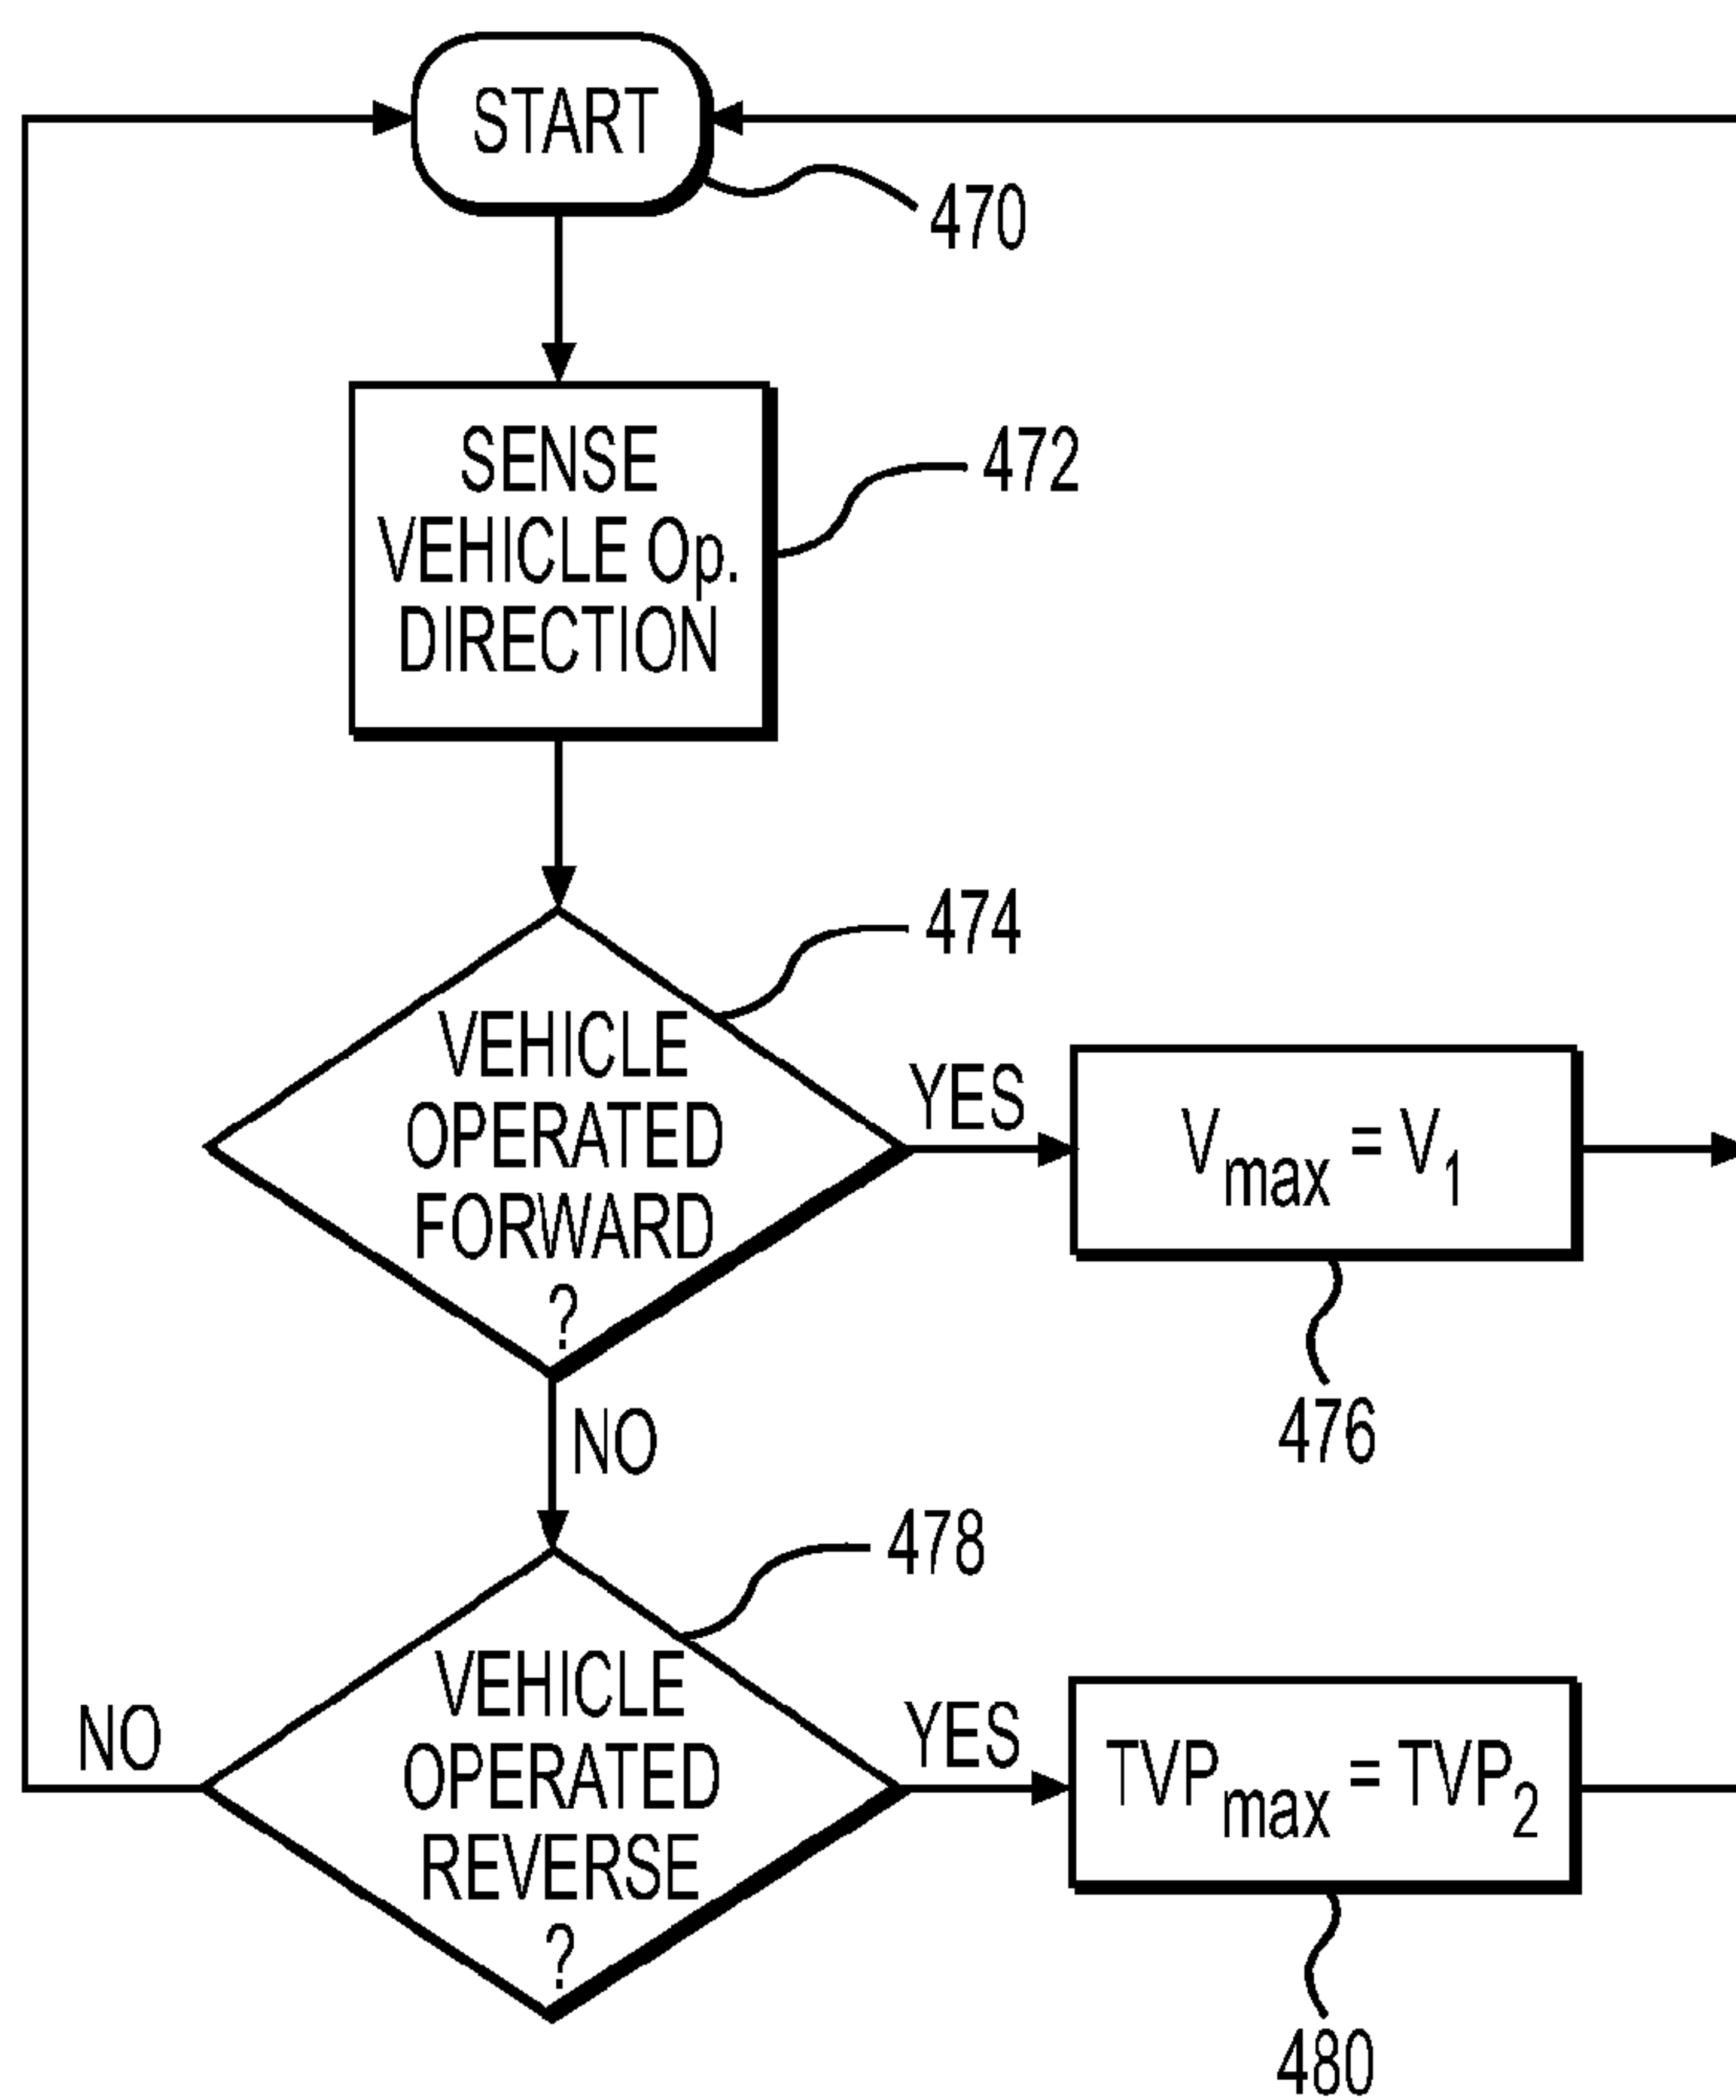 START
470
SENSE
VEHICLE Op.
DIRECTION
472
474
VEHICLE
OPERATED
FORWARD
?
YES
Vmax = V1
476
NO
478
VEHICLE
OPERATED
REVERSE
?
NO
YES
TVPmax = TVP2
480